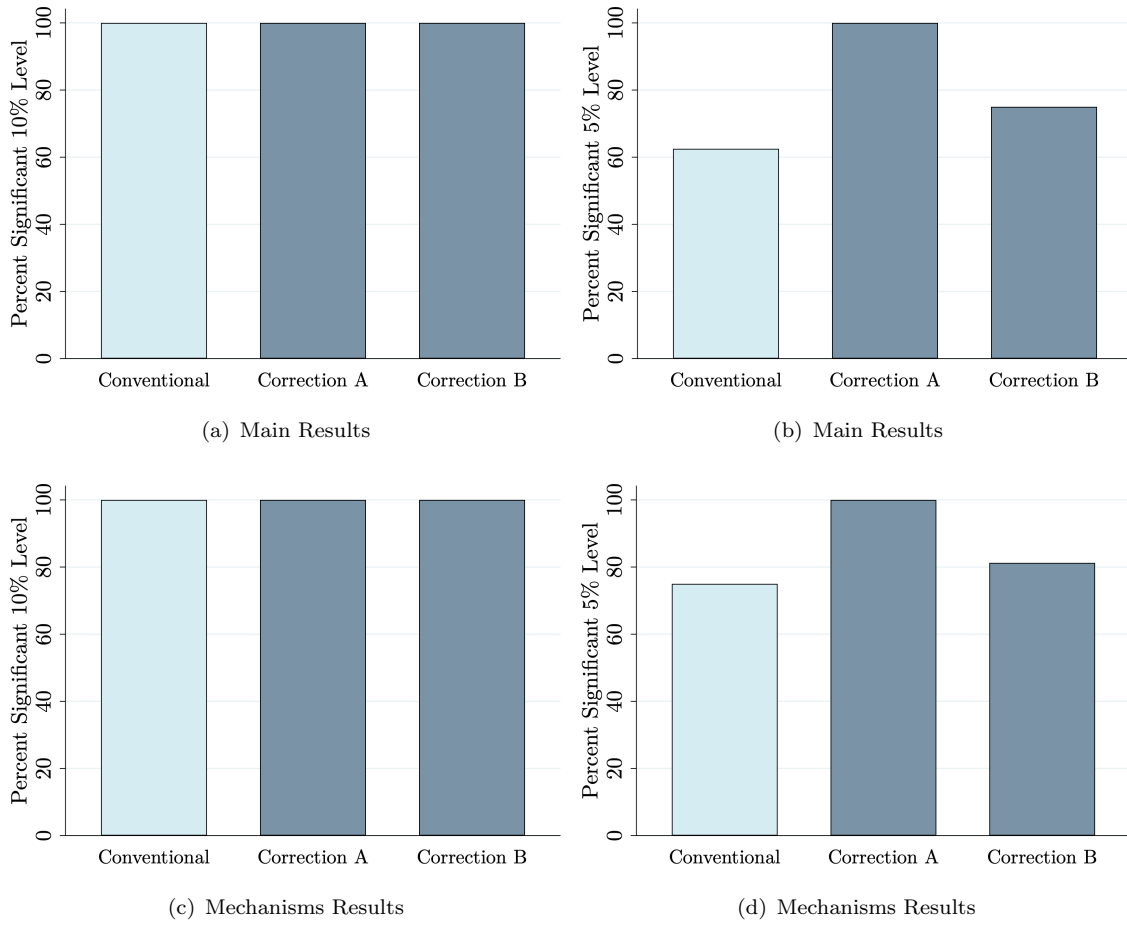 Percent Significant 10% Level
100
80
60
40
20
0
Conventional Correction A Correction B
(a) Main Results
Percent Significant 5% Level
100
80
60
40
20
0
Conventional Correction A Correction B
(b) Main Results
Percent Significant 10% Level
100
80
60
40
20
0
Conventional Correction A Correction B
(c) Mechanisms Results
Percent Significant 5% Level
100
80
60
40
20
0
Conventional Correction A Correction B
(d) Mechanisms Results